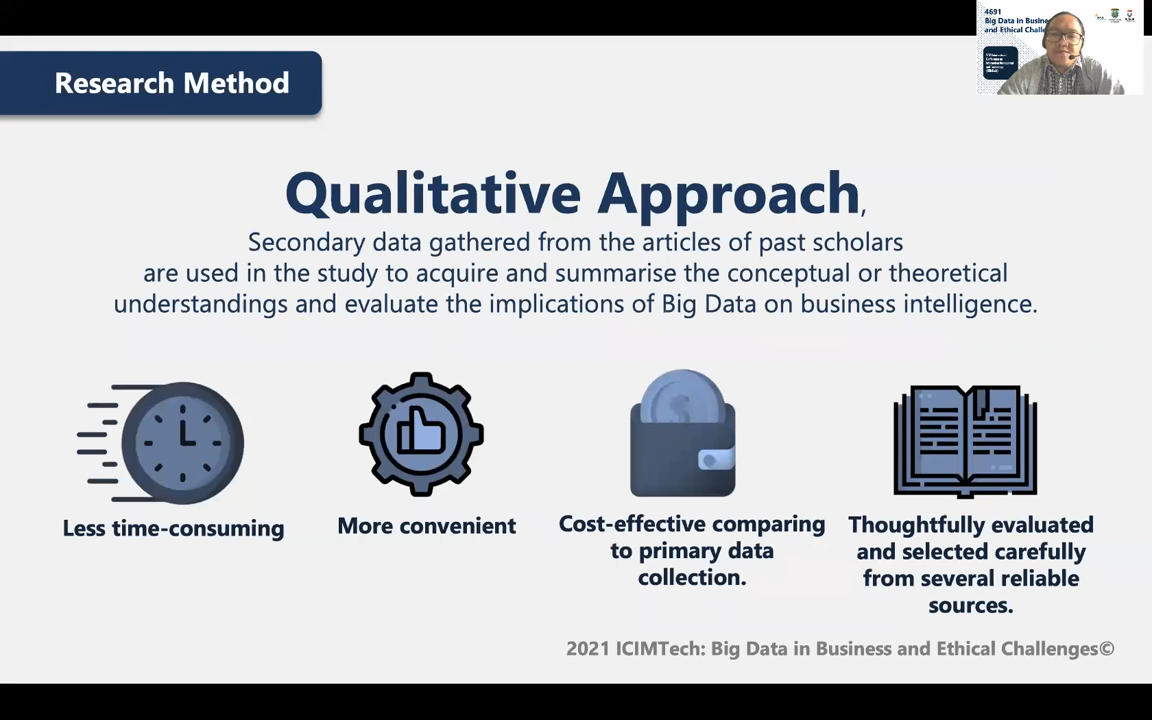 4691
Big Data in Busine
and Ethical Challe
Research Method
Qualitative Approach,
Secondary data gathered from the articles of past scholars
are used in the study to acquire and summarise the conceptual or theoretical
understandings and evaluate the implications of Big Data on business intelligence.
Less time-consuming
More convenient
Cost-effective comparing
to primary data
collection.
Thoughtfully evaluated
and selected carefully
from several reliable
sources.
2021 ICIMTech: Big Data in Business and Ethical Challenges©